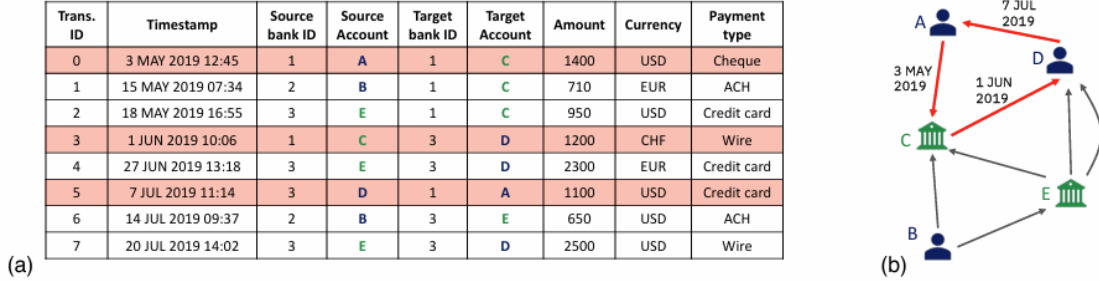 Trans. ID Timestamp Source bank ID Source Account Target bank ID Target Account Amount Currency Payment type
0 3 MAY 2019 12:45 1 A 1 C 1400 USD Cheque
1 15 MAY 2019 07:34 2 B 1 C 710 EUR ACH
2 18 MAY 2019 16:55 3 E 1 C 950 USD Credit card
3 1 JUN 2019 10:06 1 C 3 D 1200 CHF Wire
4 27 JUN 2019 13:18 3 E 3 D 2300 EUR Credit card
5 7 JUL 2019 11:14 3 D 1 A 1100 USD Credit card
6 14 JUL 2019 09:37 2 B 3 E 650 USD ACH
7 20 JUL 2019 14:02 3 E 3 D 2500 USD Wire
(a)
7 JUL
2019
A
D
3 MAY
2019
1 JUN
2019
C
E
B
(b)